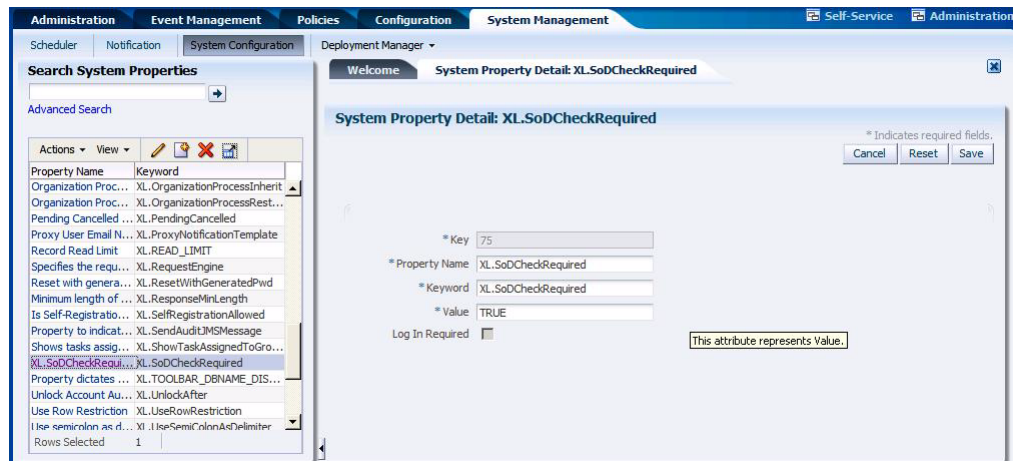 Administration Event Management Policies Configuration System Management Self-Service Administration
Scheduler Notification System Configuration Deployment Manager
Search System Properties
Advanced Search
Actions View
Property Name Keyword
Organization Proc... XL.OrganizationProcessInherit
Organization Proc... XL.OrganizationProcessRest...
Pending Cancelled ... XL.PendingCancelled
Proxy User Email N... XL.ProxyNotificationTemplate
Record Read Limit XL.READ_LIMIT
Specifies the requ... XL.RequestEngine
Reset with genera... XL.ResetWithGeneratedPwd
Minimum length of ... XL.ResponseMinLength
Is Self-Registratio... XL.SelfRegistrationAllowed
Property to indicat... XL.SendAuditJMSMessage
Shows tasks assig... XL.ShowTaskAssignedToGro...
XL.SoDCheckRequi... XL.SoDCheckRequired
Property dictates ... XL.TOOLBAR_DBNAME_DIS...
Unlock Account Au... XL.UnlockAfter
Use Row Restriction XL.UseRowRestriction
Use semicolon as d... XL.UseSemiColonAsDelimiter
Rows Selected 1
Welcome System Property Detail: XL.SoDCheckRequired
System Property Detail: XL.SoDCheckRequired
* Indicates required fields.
Cancel Reset Save
* Key 75
* Property Name XL.SoDCheckRequired
* Keyword XL.SoDCheckRequired
* Value TRUE
Log In Required
This attribute represents Value.